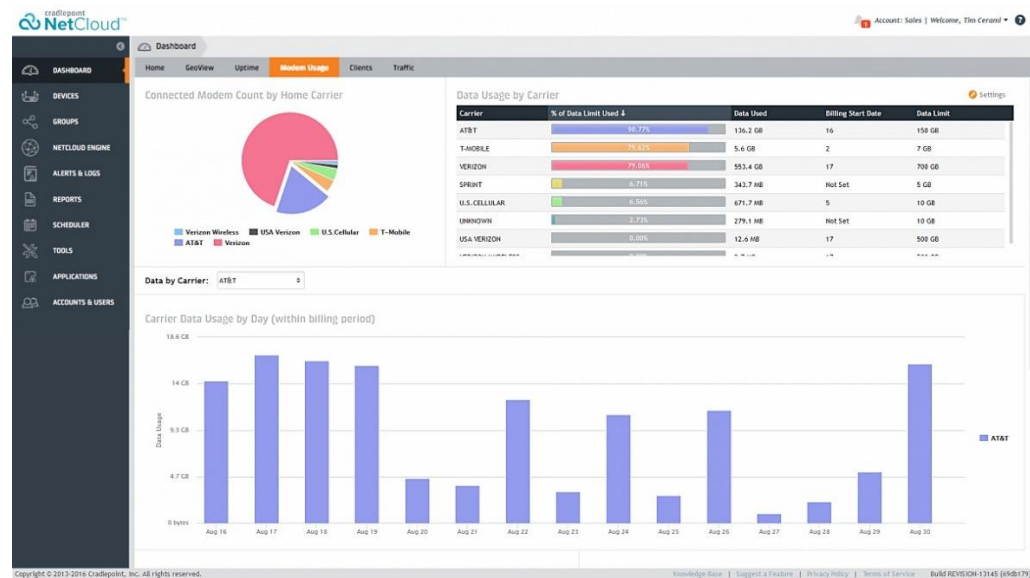 cradlepoint
NetCloud
Account: Sales | Welcome, Tim Cerami
Dashboard
DASHBOARD
DEVICES
GROUPS
NETCLOUD ENGINE
ALERTS & LOGS
REPORTS
SCHEDULER
TOOLS
APPLICATIONS
ACCOUNTS & USERS
Home GeoView Uptime Modem Usage Clients Traffic
Connected Modem Count by Home Carrier
Verizon Wireless USA Verizon U.S.Cellular T-Mobile
AT&T Verizon
Data Usage by Carrier
Settings
Carrier % of Data Limit Used ↓ Data Used Billing Start Date Data Limit
AT&T 90.77% 136.2 GB 16 150 GB
T-MOBILE 79.62% 5.6 GB 2 7 GB
VERIZON 79.06% 553.4 GB 17 700 GB
SPRINT 6.71% 343.7 MB Not Set 5 GB
U.S.CELLULAR 6.56% 671.7 MB 5 10 GB
UNKNOWN 2.73% 279.1 MB Not Set 10 GB
USA VERIZON 0.00% 12.6 MB 17 500 GB
Data by Carrier: AT&T
Carrier Data Usage by Day (within billing period)
18.6 GB
14 GB
9.3 GB
4.7 GB
0 bytes
Data Usage
Aug 16 Aug 17 Aug 18 Aug 19 Aug 20 Aug 21 Aug 22 Aug 23 Aug 24 Aug 25 Aug 26 Aug 27 Aug 28 Aug 29 Aug 30
AT&T
Copyright © 2013-2016 Cradlepoint, Inc. All rights reserved.
Knowledge Base | Suggest a Feature | Privacy Policy | Terms of Service Build REVISION-13145 (69db179)